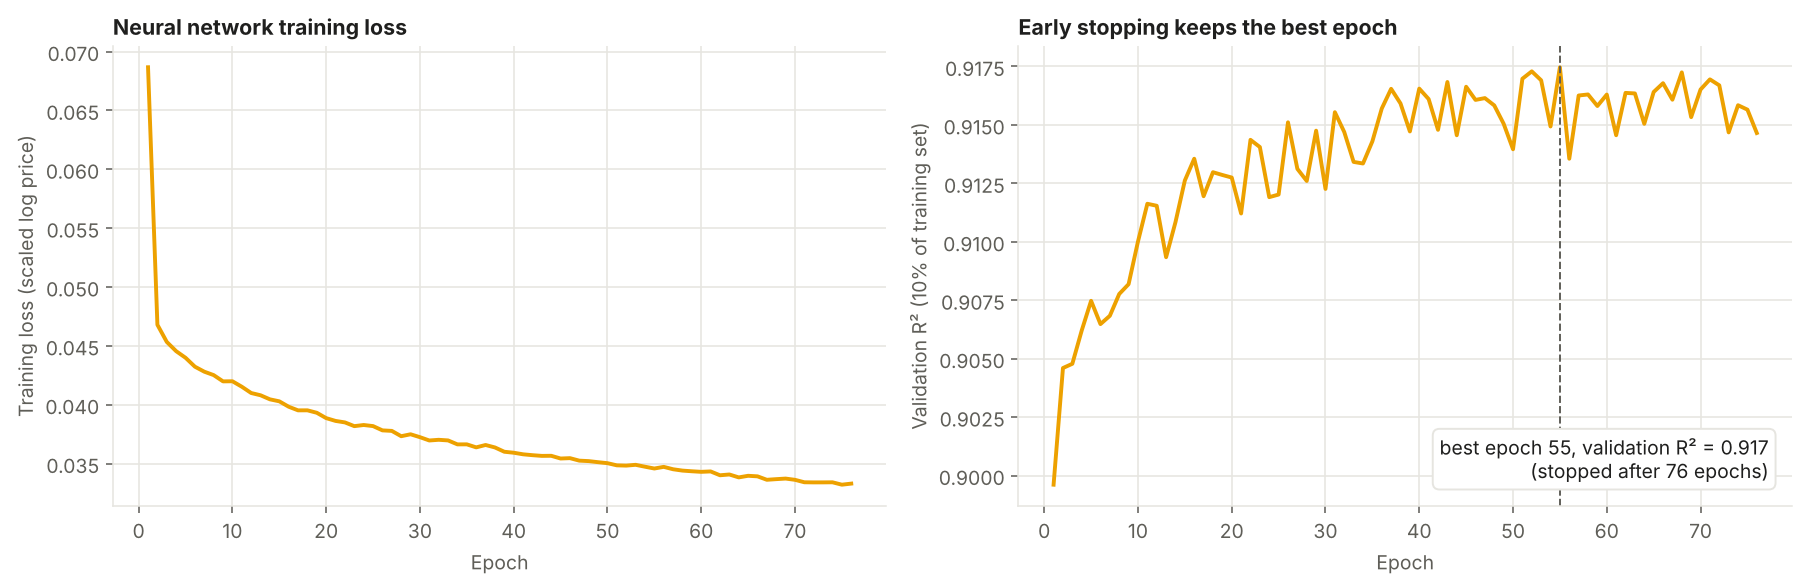 Neural network training loss
Training loss (scaled log price)
0.070
0.065
0.060
0.055
0.050
0.045
0.040
0.035
0 10 20 30 40 50 60 70
Epoch
Early stopping keeps the best epoch
Validation R² (10% of training set)
0.9175
0.9150
0.9125
0.9100
0.9075
0.9050
0.9025
0.9000
best epoch 55, validation R² = 0.917
(stopped after 76 epochs)
0 10 20 30 40 50 60 70
Epoch